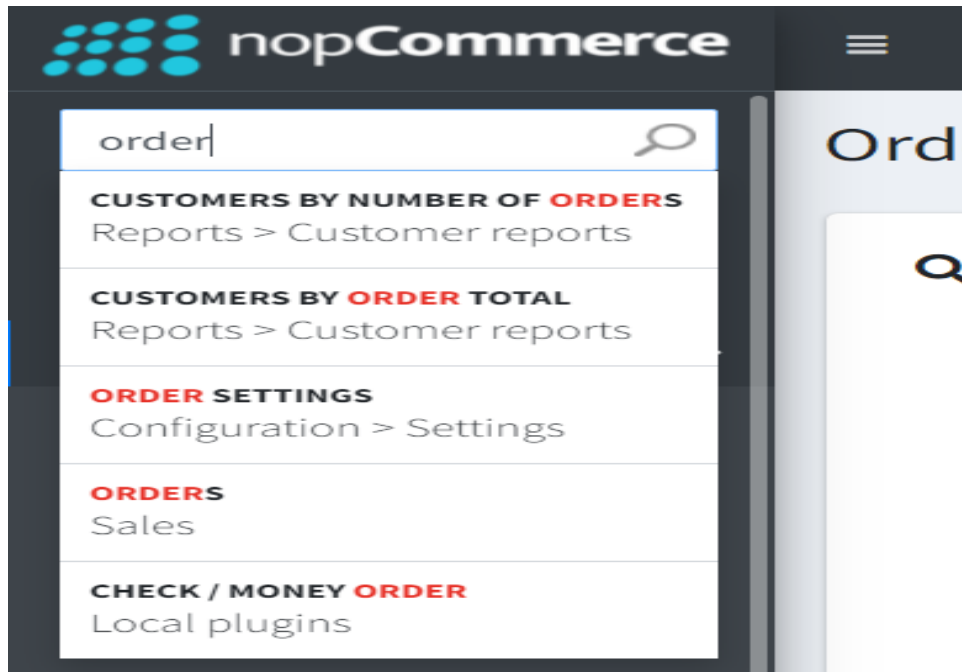 nopCommerce
order
Ord
CUSTOMERS BY NUMBER OF ORDERS
Reports > Customer reports
CUSTOMERS BY ORDER TOTAL
Reports > Customer reports
ORDER SETTINGS
Configuration > Settings
ORDERS
Sales
CHECK / MONEY ORDER
Local plugins